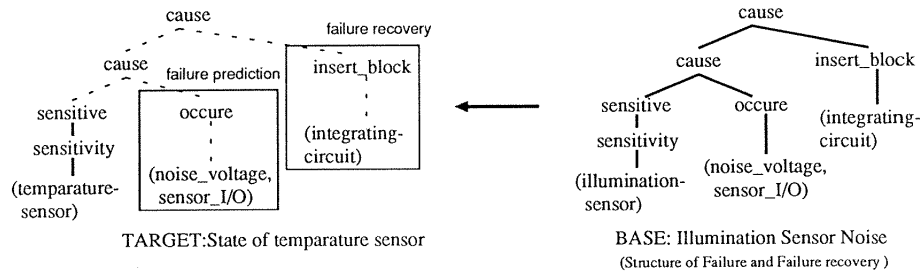 cause
failure recovery
cause
failure prediction
insert_block
sensitive
occure
sensitivity
(integrating-
circuit)
(temparature-
sensor)
(noise_voltage,
sensor_I/O)
TARGET:State of temparature sensor
cause
cause
insert_block
sensitive
occure
sensitivity
(integrating-
circuit)
(illumination-
sensor)
(noise_voltage,
sensor_I/O)
BASE: Illumination Sensor Noise
(Structure of Failure and Failure recovery )